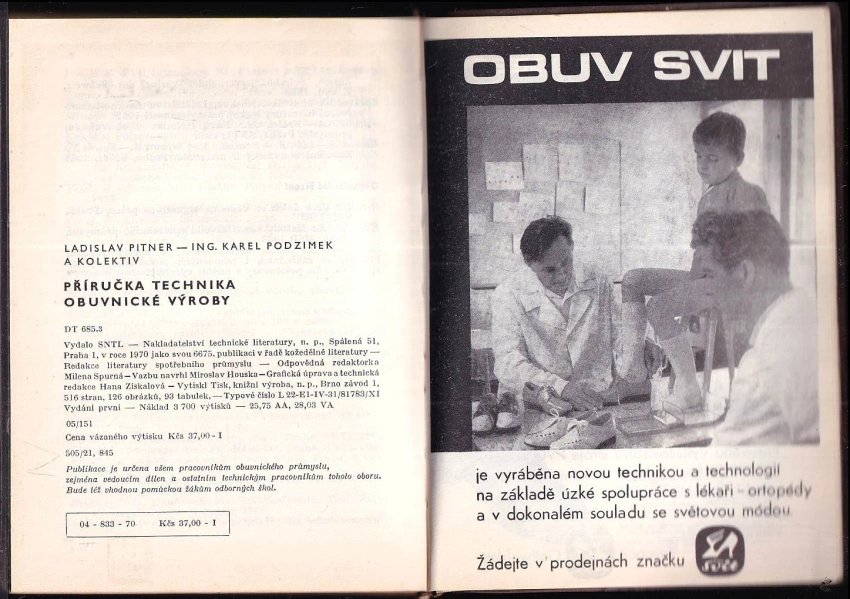 LADISLAV PITNER — ING. KAREL PODZIMEK
A KOLEKTIV
PŘÍRUČKA TECHNIKA
OBUVNICKÉ VÝROBY
DT 685.3
Vydalo SNTL — Nakladatelství technické literatury, n. p., Spálená 51,
Praha 1, v roce 1970 jako svou 6675. publikaci v řadě kožedělné literatury —
Redakce literatury spotřebního průmyslu — Odpovědná redaktorka
Milena Spurná — Vazbu navrhl Miroslav Houska — Grafická úprava a technická
redakce Hana Získalová — Vytiskl Tisk, knižní výroba, n. p., Brno závod 1,
516 stran, 126 obrázků, 93 tabulek, — Typové číslo L 22-E1-IV-31/81783/XI
Vydání první — Náklad 3 700 výtisků — 25,75 AA, 28,03 VA
05/151
Cena vázaného výtisku Kčs 37,00 - I
505/21, 845
Publikace je určena všem pracovníkům obuvnického průmyslu,
zejména vedoucím dílen a ostatním technickým pracovníkům tohoto oboru.
Bude též vhodnou pomůckou žákům odborných škol.
04 - 833 - 70 Kčs 37,00 - I
OBUV SVIT
je vyráběna novou technikou a technologií
na základě úzké spolupráce s lékaři - ortopédy
a v dokonalém souladu se světovou módou.
Žádejte v prodejnách značku
svit